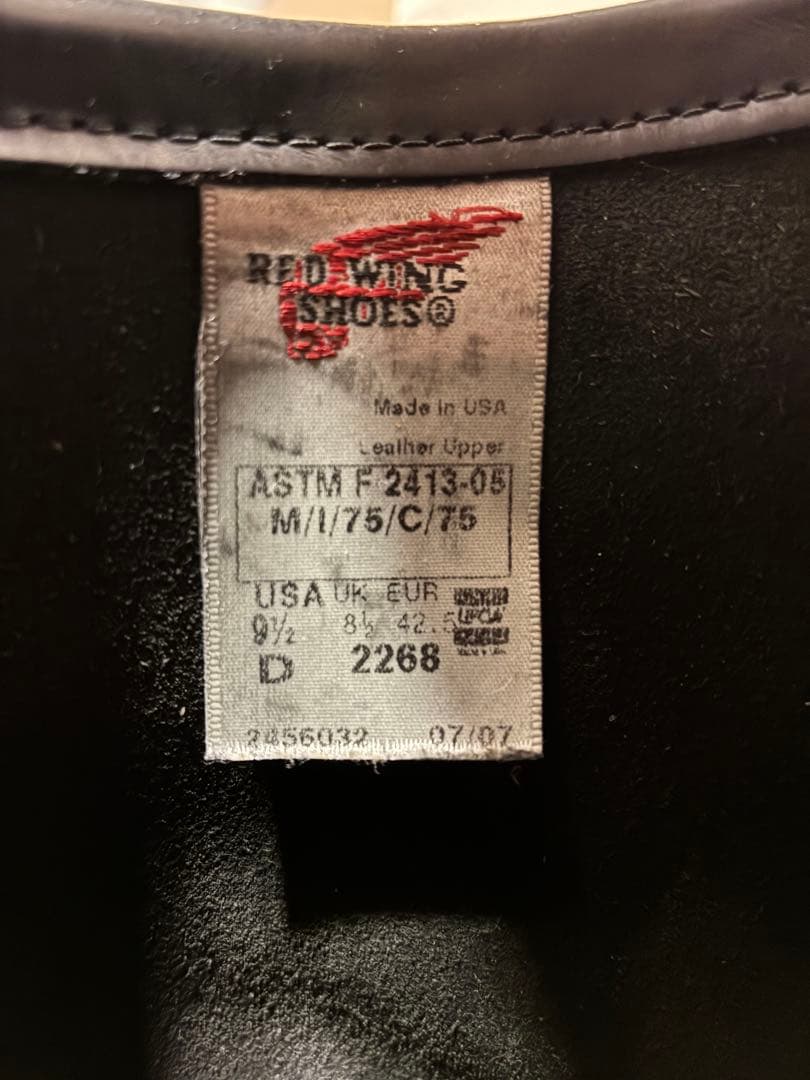 RED WING
SHOES®
Made in USA
Leather Upper
ASTM F 2413-05
M/I/75/C/75
USA UK EUR
9½ 8½ 42.5
D 2268
07/07